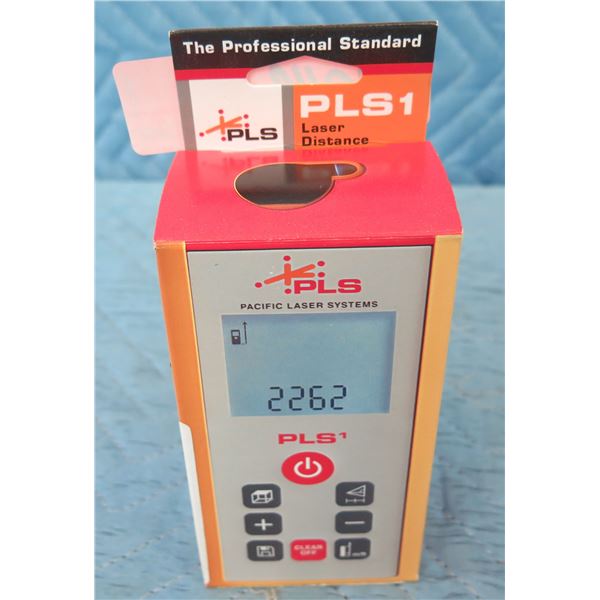 The Professional Standard
PLS
PLS1
Laser
Distance
PLS
PACIFIC LASER SYSTEMS
2262
PLS1
+
−
CLEAR
OFF